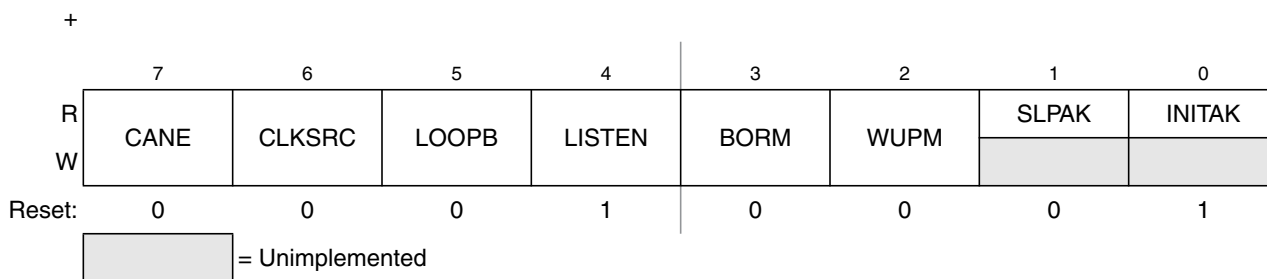 +
7 6 5 4 3 2 1 0
R CANE CLKSRC LOOPB LISTEN BORM WUPM SLPAK INITAK
W
Reset: 0 0 0 1 0 0 0 1
= Unimplemented